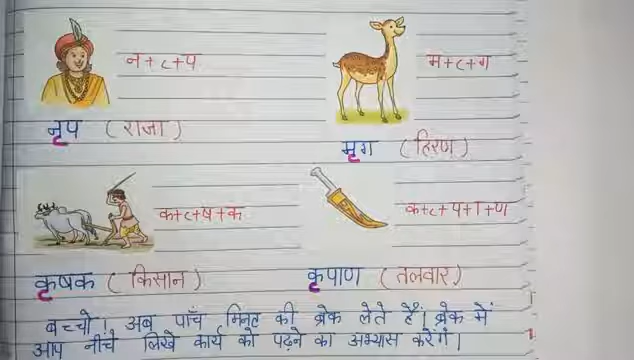 न + ृ + प
म + ृ + ग
नृप ( राजा )
मृग ( हिरण )
क + ृ + ष + क
क + ृ + प + ा + ण
कृषक ( किसान )
कृपाण ( तलवार )
बच्चो ! अब पाँच मिनट की ब्रेक लेते हैं। ब्रेक में
आप नीचे लिखे कार्य को पढ़ने का अभ्यास करेंगे।